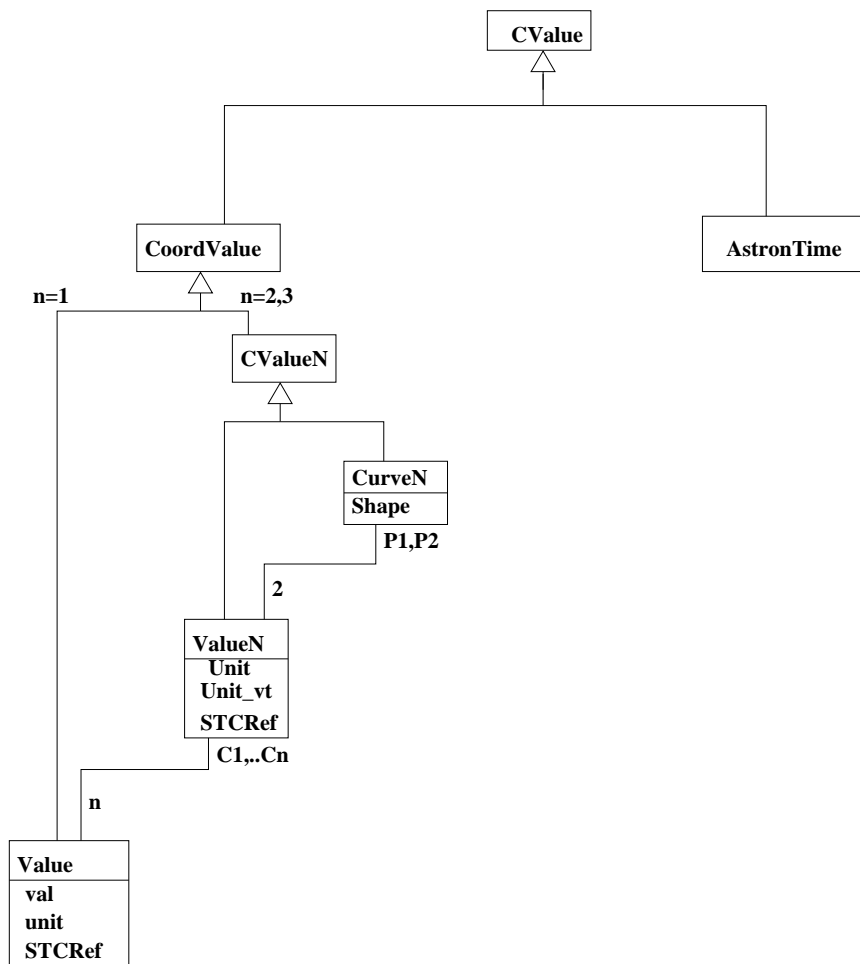 CValue
CoordValue
AstronTime
n=1
n=2,3
CValueN
CurveN
Shape
P1,P2
2
ValueN
Unit
Unit_vt
STCRef
C1,..Cn
n
Value
val
unit
STCRef